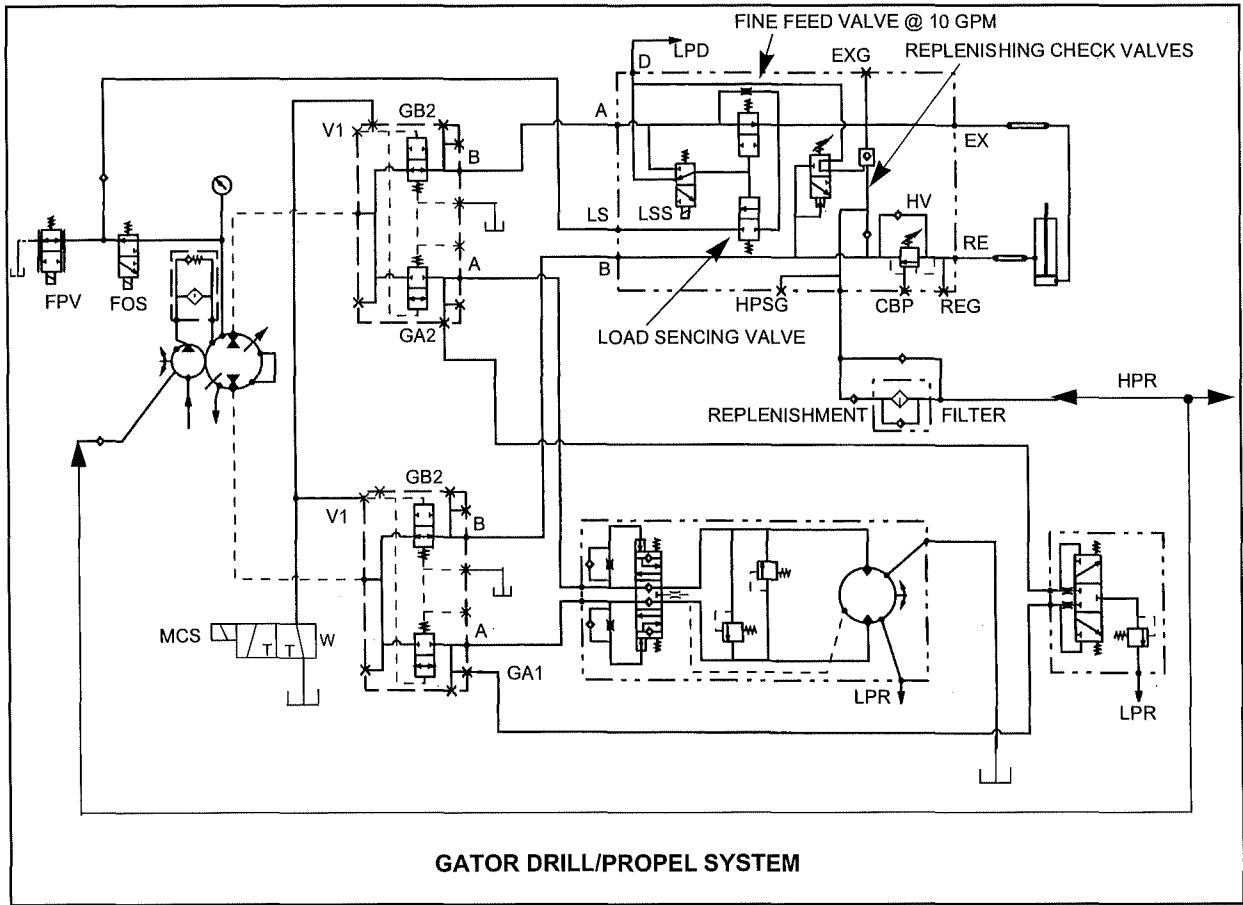 FINE FEED VALVE @ 10 GPM
LPD
D
EXG
REPLENISHING CHECK VALVES
GB2
V1
A
B
EX
LS
LSS
HV
RE
A
B
FPV
FOS
HPSG
CBP
REG
GA2
LOAD SENCING VALVE
HPR
REPLENISHMENT
FILTER
GB2
V1
B
MCS
T
T
W
A
GA1
LPR
LPR
GATOR DRILL/PROPEL SYSTEM